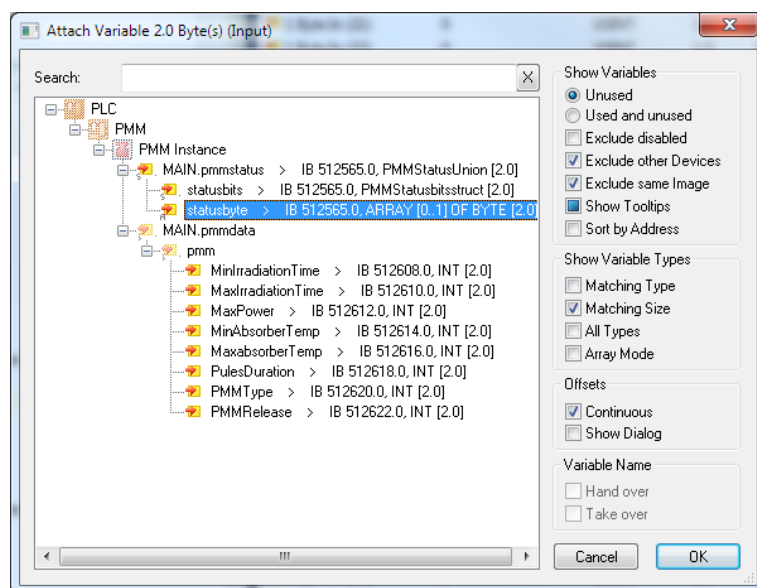 Attach Variable 2.0 Byte(s) (Input)
Search:
X
PLC
PMM
PMM Instance
MAIN.pmmstatus > IB 512565.0, PMMStatusUnion [2.0]
statusbits > IB 512565.0, PMMStatusbitsstruct [2.0]
statusbyte > IB 512565.0, ARRAY [0..1] OF BYTE [2.0]
MAIN.pmmdata
pmm
MinIrradiationTime > IB 512608.0, INT [2.0]
MaxIrradiationTime > IB 512610.0, INT [2.0]
MaxPower > IB 512612.0, INT [2.0]
MinAbsorberTemp > IB 512614.0, INT [2.0]
MaxabsorberTemp > IB 512616.0, INT [2.0]
PulesDuration > IB 512618.0, INT [2.0]
PMMType > IB 512620.0, INT [2.0]
PMMRelease > IB 512622.0, INT [2.0]
Show Variables
Unused
Used and unused
Exclude disabled
Exclude other Devices
Exclude same Image
Show Tooltips
Sort by Address
Show Variable Types
Matching Type
Matching Size
All Types
Array Mode
Offsets
Continuous
Show Dialog
Variable Name
Hand over
Take over
Cancel
OK